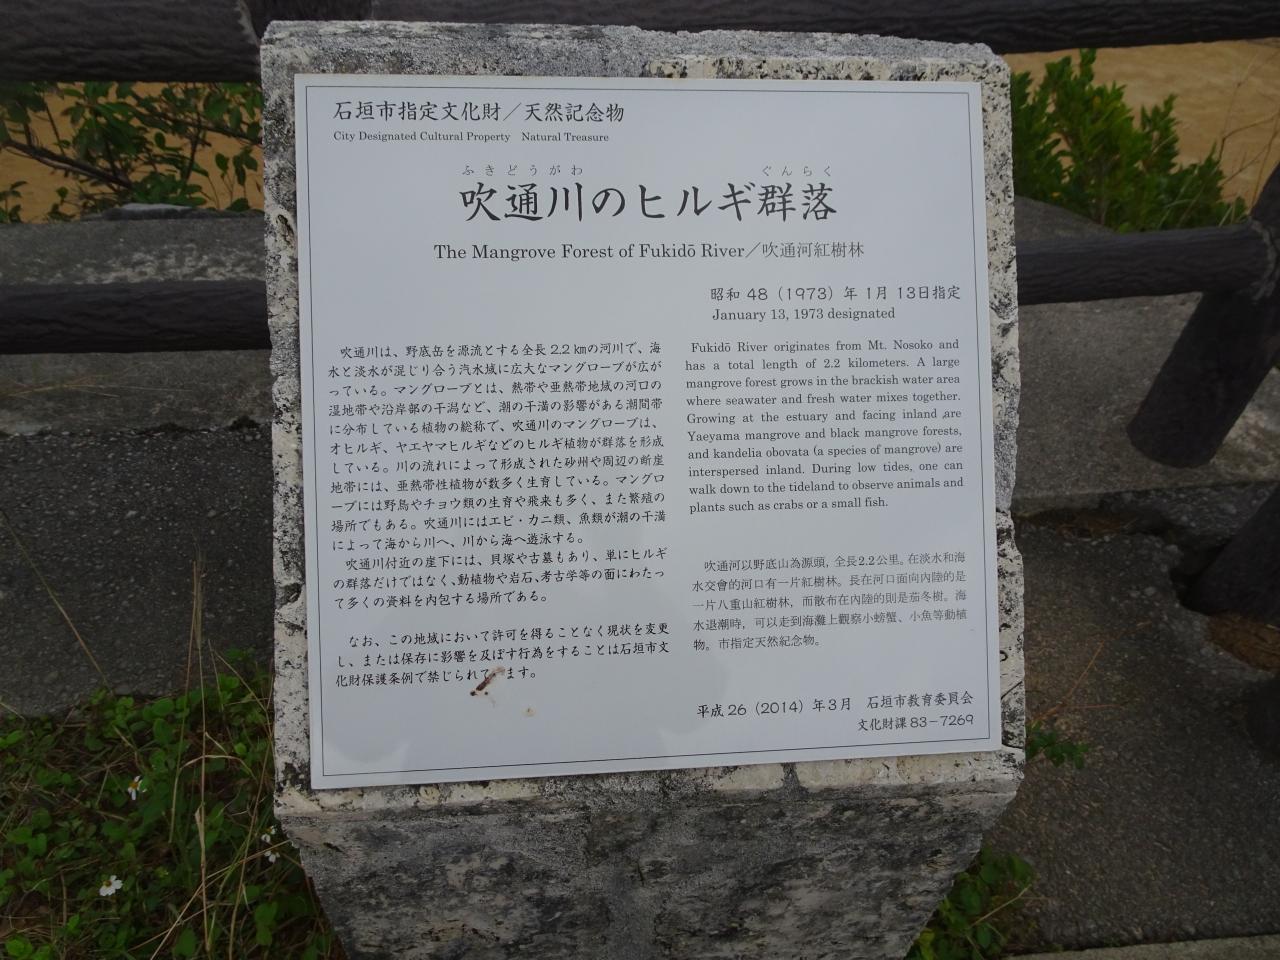 石垣市指定文化財／天然記念物
City Designated Cultural Property Natural Treasure
ふきどうがわ ぐんらく
吹通川のヒルギ群落
The Mangrove Forest of Fukidō River／吹通河紅樹林
昭和 48（1973）年 1月 13日指定
January 13, 1973 designated
吹通川は、野底岳を源流とする全長 2.2 kmの河川で、海
水と淡水が混じり合う汽水域に広大なマングローブが広が
っている。マングローブとは、熱帯や亜熱帯地域の河口の
湿地帯や沿岸部の干潟など、潮の干満の影響がある潮間帯
に分布している植物の総称で、吹通川のマングローブは、
オヒルギ、ヤエヤマヒルギなどのヒルギ植物が群落を形成
している。川の流れによって形成された砂州や周辺の断崖
地帯には、亜熱帯性植物が数多く生育している。マングロ
ーブには野鳥やチョウ類の生育や飛来も多く、また繁殖の
場所でもある。吹通川にはエビ・カニ類、魚類が潮の干満
によって海から川へ、川から海へ遊泳する。
吹通川付近の崖下には、貝塚や古墓もあり、単にヒルギ
の群落だけではなく、動植物や岩石、考古学等の面にわたっ
て多くの資料を内包する場所である。
なお、この地域において許可を得ることなく現状を変更
し、または保存に影響を及ぼす行為をすることは石垣市文
化財保護条例で禁じられて ます。
Fukidō River originates from Mt. Nosoko and
has a total length of 2.2 kilometers. A large
mangrove forest grows in the brackish water area
where seawater and fresh water mixes together.
Growing at the estuary and facing inland are
Yaeyama mangrove and black mangrove forests,
and kandelia obovata (a species of mangrove) are
interspersed inland. During low tides, one can
walk down to the tideland to observe animals and
plants such as crabs or a small fish.
吹通河以野底山為源頭，全長2.2公里。在淡水和海
水交會的河口有一片紅樹林。長在河口面向內陸的是
一片八重山紅樹林，而散布在內陸的則是茄冬樹。海
水退潮時，可以走到海灘上觀察小螃蟹、小魚等動植
物。市指定天然紀念物。
平成 26（2014）年 3月 石垣市教育委員会
文化財課 83－7269